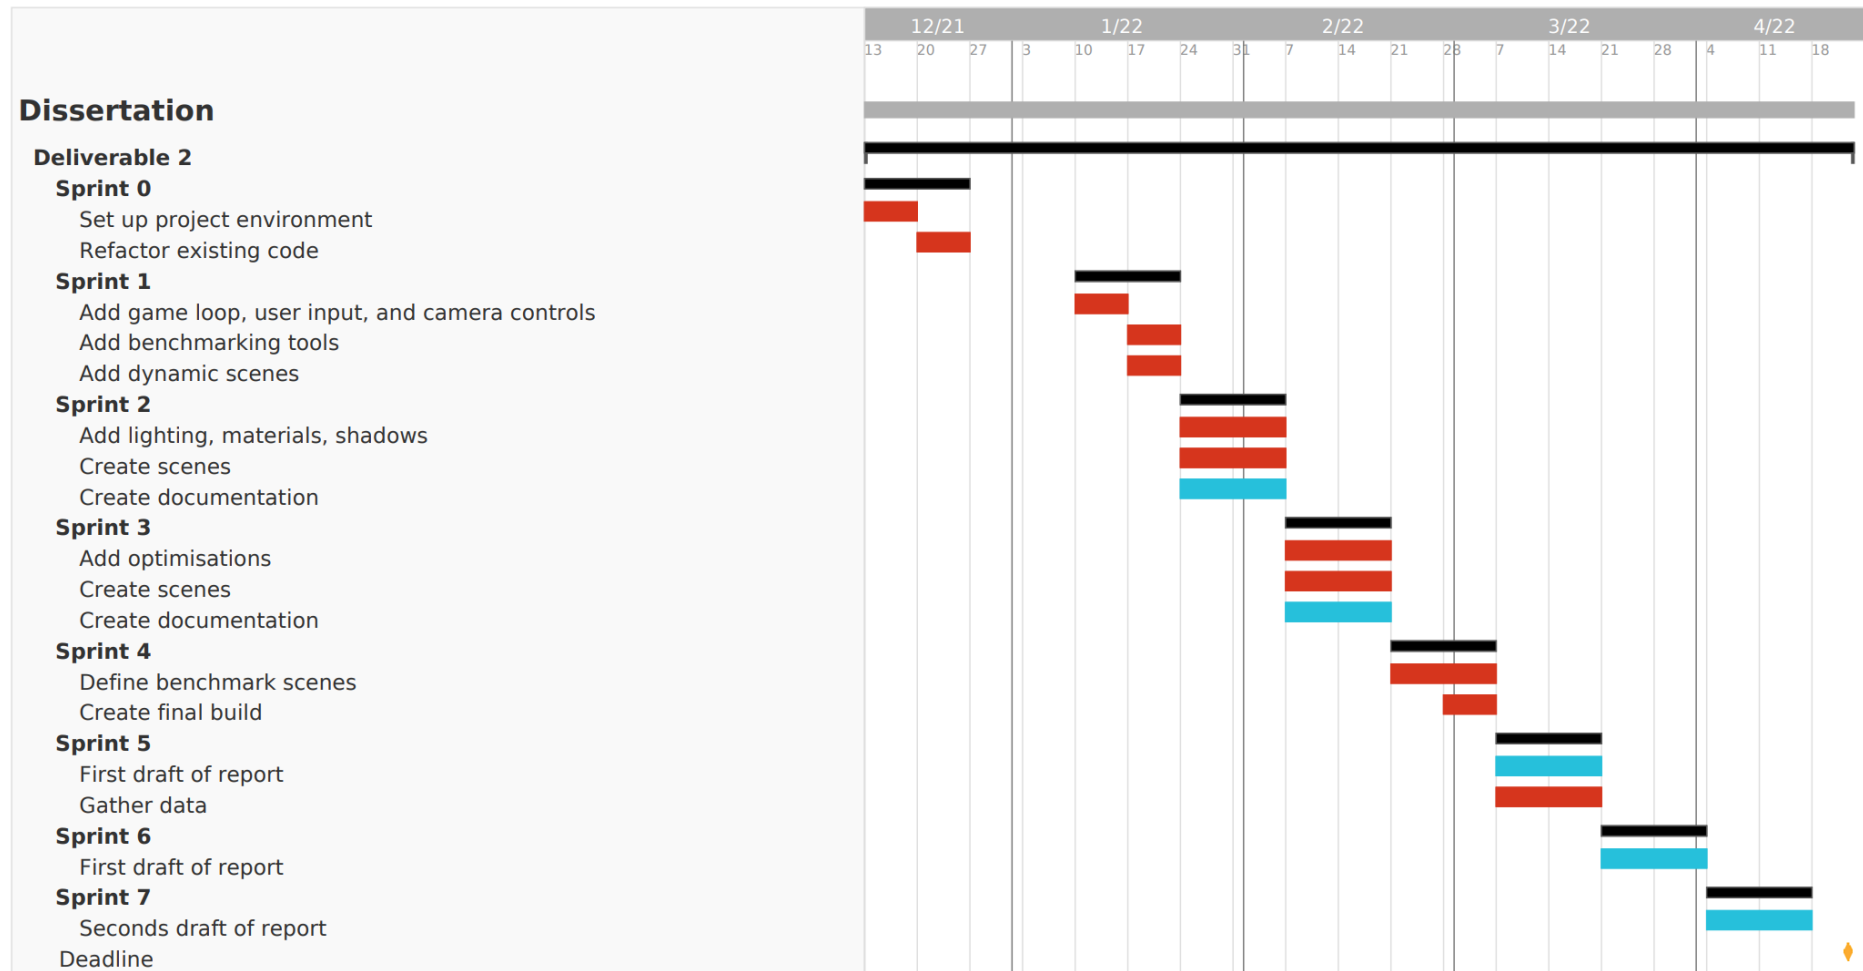 12/21 1/22 2/22 3/22 4/22
13 20 27 3 10 17 24 31 7 14 21 28 7 14 21 28 4 11 18
Dissertation
Deliverable 2
Sprint 0
Set up project environment
Refactor existing code
Sprint 1
Add game loop, user input, and camera controls
Add benchmarking tools
Add dynamic scenes
Sprint 2
Add lighting, materials, shadows
Create scenes
Create documentation
Sprint 3
Add optimisations
Create scenes
Create documentation
Sprint 4
Define benchmark scenes
Create final build
Sprint 5
First draft of report
Gather data
Sprint 6
First draft of report
Sprint 7
Seconds draft of report
Deadline